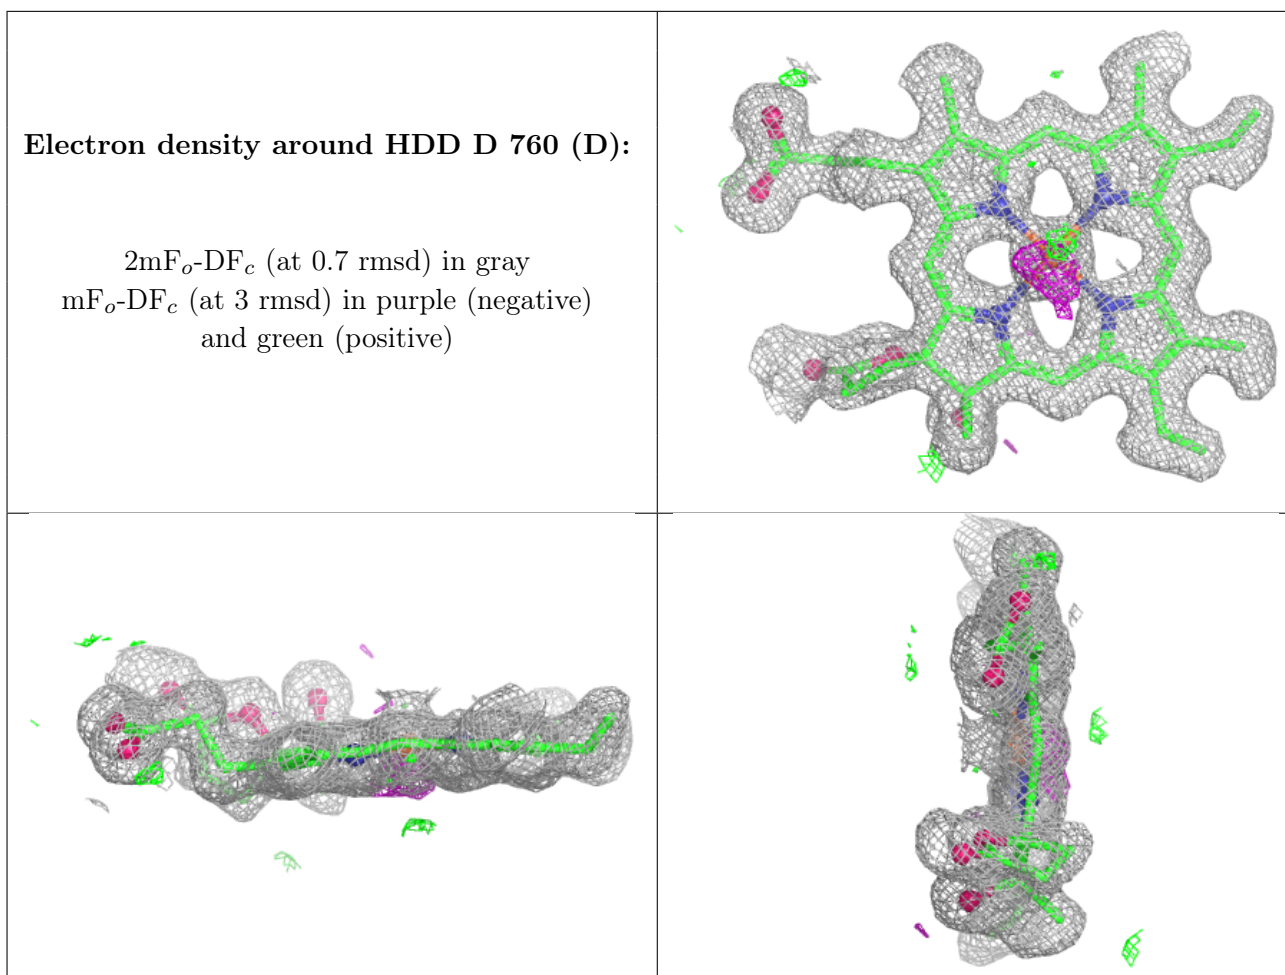 Electron density around HDD D 760 (D):
2mFₒ-DF𝒸 (at 0.7 rmsd) in gray
mFₒ-DF𝒸 (at 3 rmsd) in purple (negative)
and green (positive)